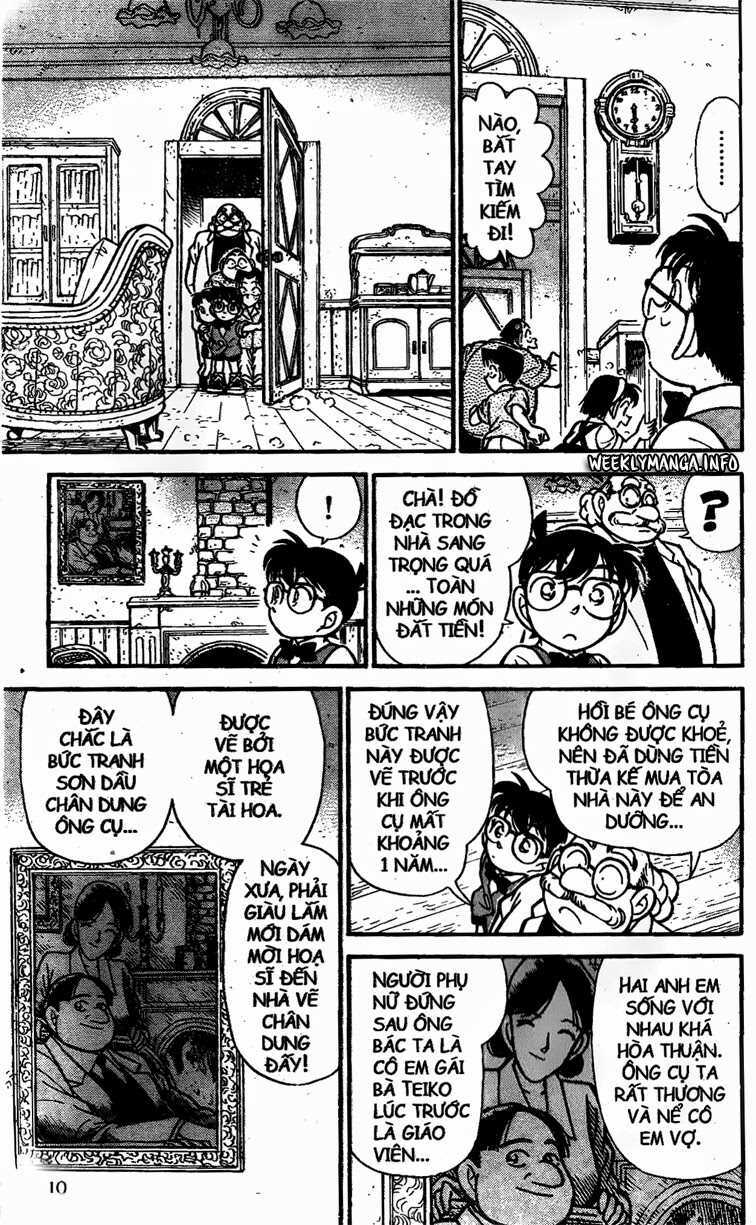 NÀO,
BẮT
TAY
TÌM
KIẾM
ĐI!
.........
WEEKLYMANGA.INFO
!
CHÀ! ĐỒ
ĐẠC TRONG
NHÀ SANG
TRỌNG QUÁ
... TOÀN
NHỮNG MÓN
ĐẤT TIỀN!
?
ĐÂY
CHẮC LÀ
BỨC TRANH
SƠN DẦU
CHÂN DUNG
ÔNG CỤ...
ĐƯỢC
VẼ BỞI
MỘT HỌA
SĨ TRẺ
TÀI HOA.
NGÀY
XƯA, PHẢI
GIÀU LẮM
MỚI DÁM
MỜI HOẠ
SĨ ĐẾN
NHÀ VẼ
CHÂN
DUNG
ĐẤY!
ĐÚNG VẬY
BỨC TRANH
NÀY ĐƯỢC
VẼ TRƯỚC
KHI ÔNG
CỤ MẤT
KHOẢNG
1 NĂM...
HỒI BÉ ÔNG CỤ
KHÔNG ĐƯỢC KHOẺ,
NÊN ĐÃ DÙNG TIỀN
THỪA KẾ MUA TÒA
NHÀ NÀY ĐỂ AN
DƯỠNG...
NGƯỜI PHỤ
NỮ ĐỨNG
SAU ÔNG
BÁC TA LÀ
CÔ EM GÁI
BÀ TEIKO
LÚC TRƯỚC
LÀ GIÁO
VIÊN...
HAI ANH EM
SỐNG VỚI
NHAU KHÁ
HÒA THUẬN.
ÔNG CỤ TA
RẤT THƯƠNG
VÀ NỂ CÔ
EM VỢ.
10